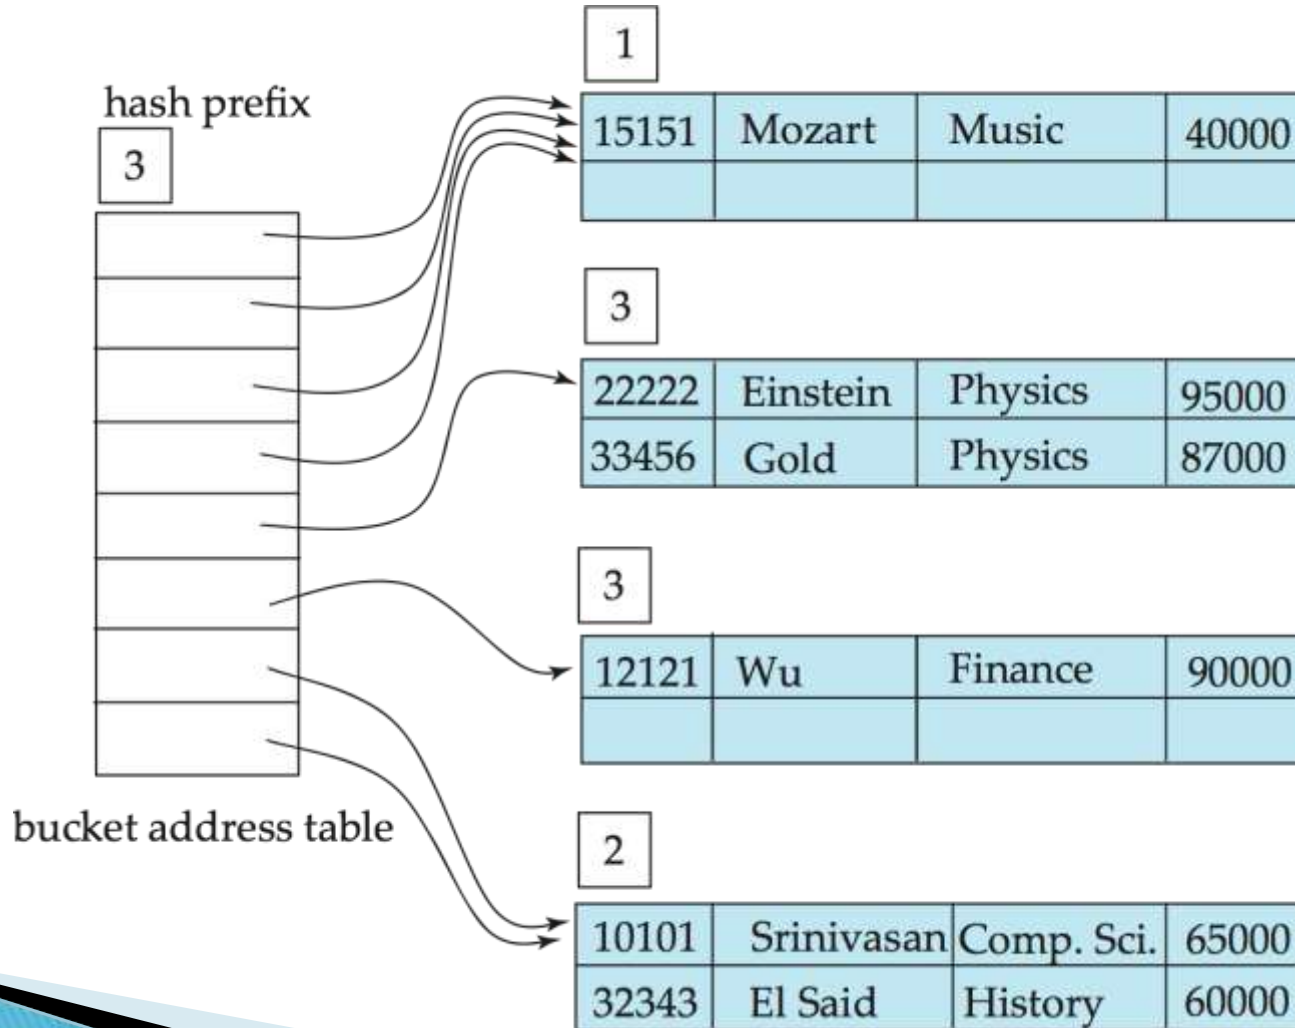 hash prefix
3
bucket address table
1
15151 Mozart Music 40000
3
22222 Einstein Physics 95000
33456 Gold Physics 87000
3
12121 Wu Finance 90000
2
10101 Srinivasan Comp. Sci. 65000
32343 El Said History 60000